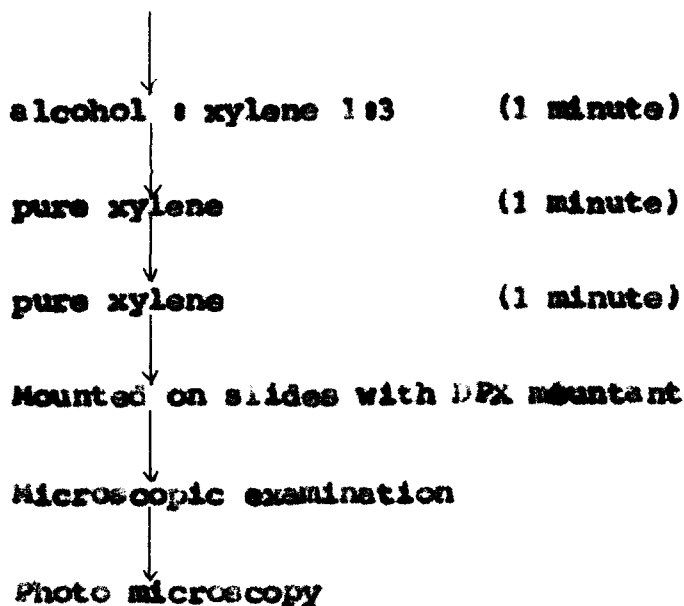 alcohol : xylene 1:3 (1 minute)
pure xylene (1 minute)
pure xylene (1 minute)
Mounted on slides with DPX mountant
Microscopic examination
Photo microscopy